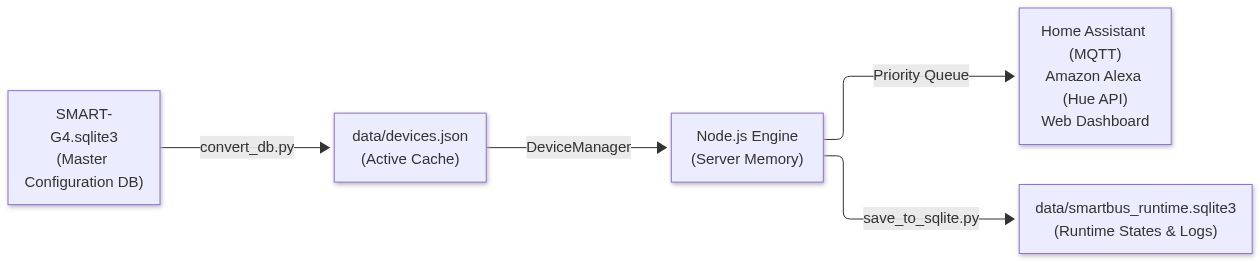 SMART-
G4.sqlite3
(Master
Configuration DB)
convert_db.py
data/devices.json
(Active Cache)
DeviceManager
Node.js Engine
(Server Memory)
Priority Queue
Home Assistant
(MQTT)
Amazon Alexa
(Hue API)
Web Dashboard
save_to_sqlite.py
data/smartbus_runtime.sqlite3
(Runtime States & Logs)